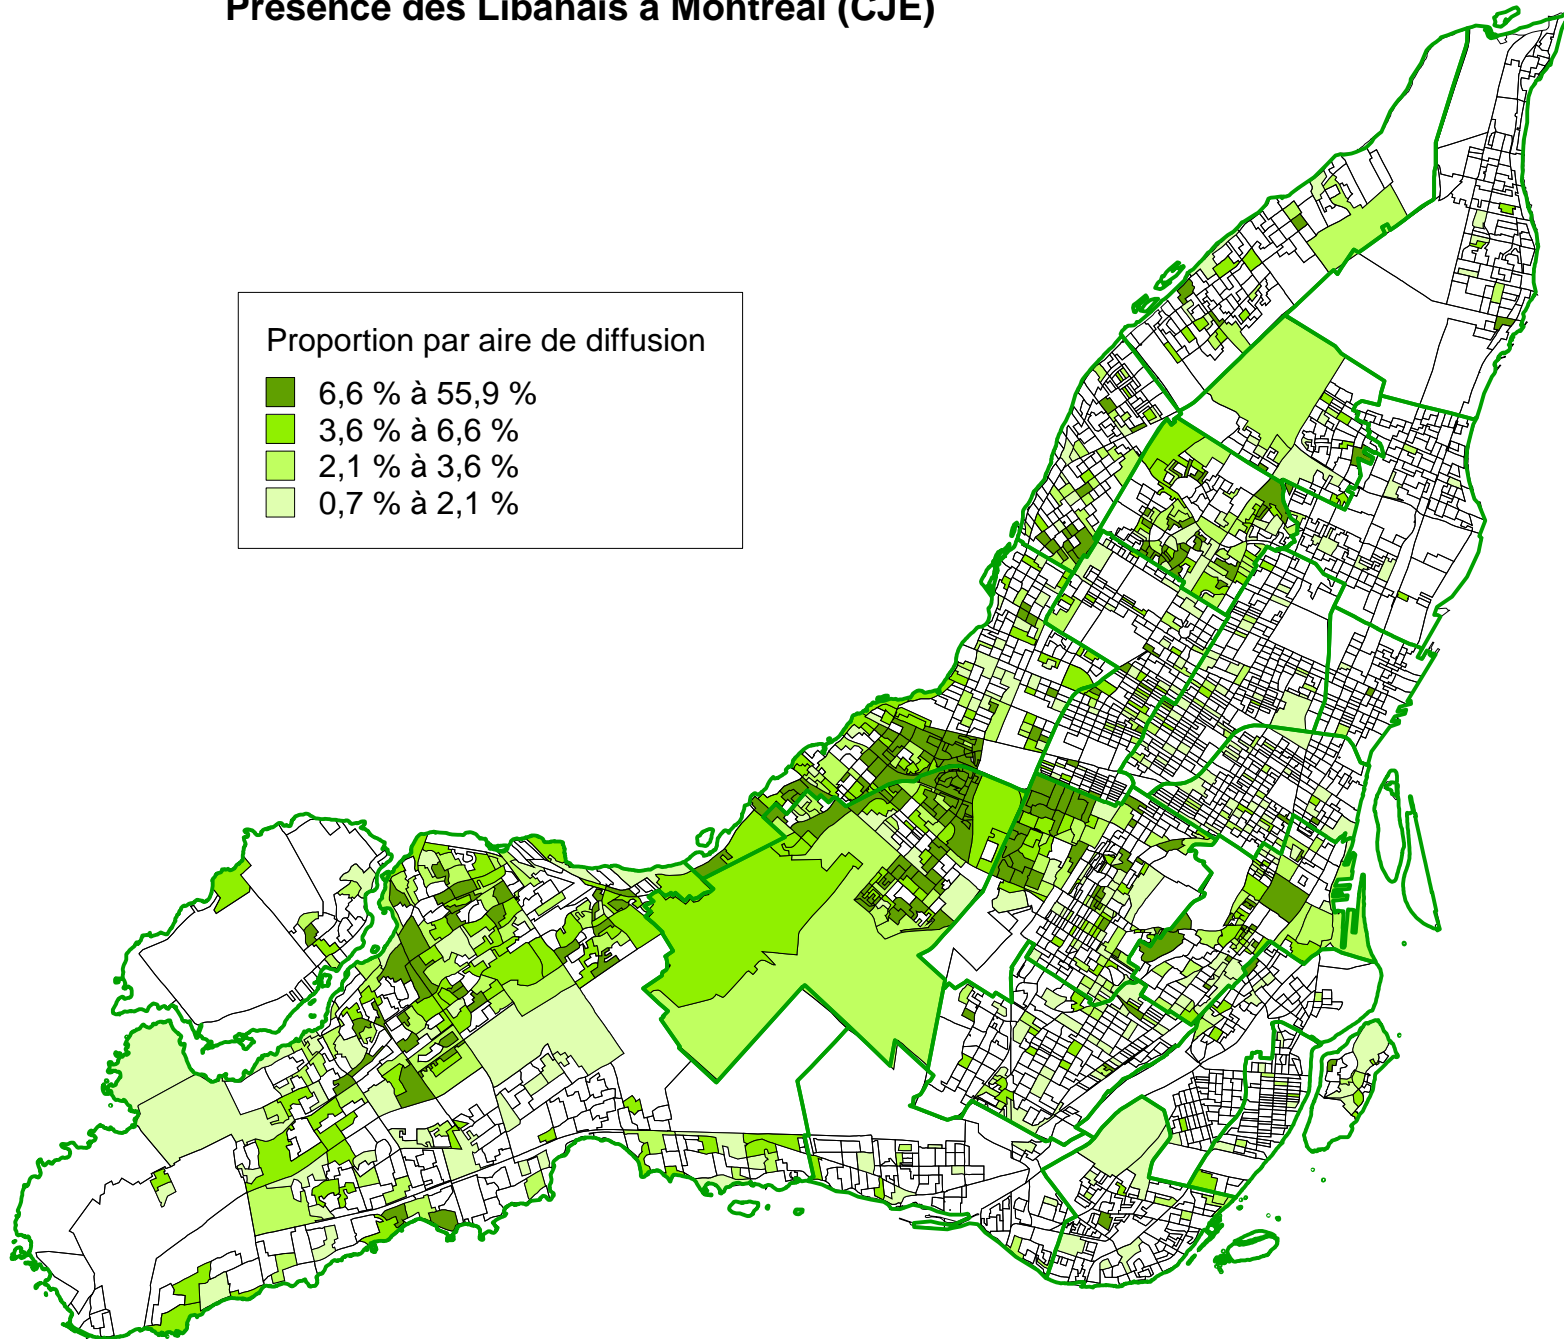 Présence des Libanais à Montréal (CJE)
Proportion par aire de diffusion
6,6 % à 55,9 %
3,6 % à 6,6 %
2,1 % à 3,6 %
0,7 % à 2,1 %